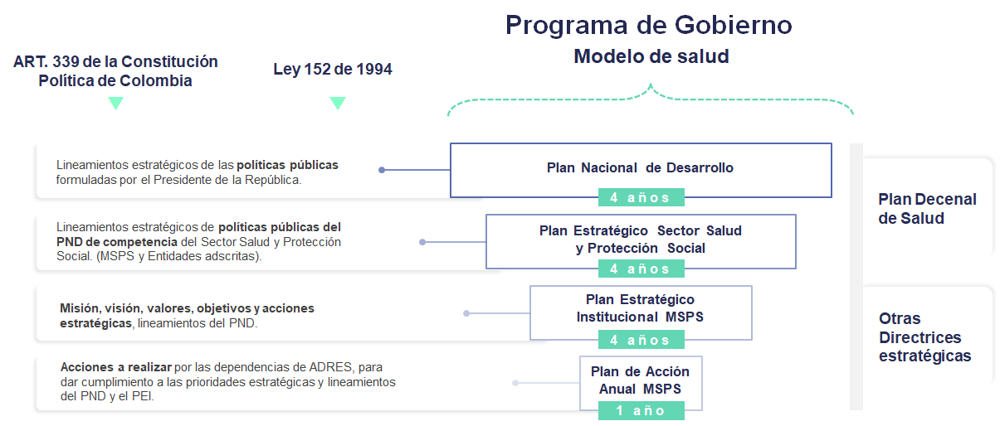 Programa de Gobierno
Modelo de salud
ART. 339 de la Constitución
Política de Colombia
Ley 152 de 1994
Lineamientos estratégicos de las políticas públicas
formuladas por el Presidente de la República.
Plan Nacional de Desarrollo
4 años
Lineamientos estratégicos de políticas públicas del
PND de competencia del Sector Salud y Protección
Social. (MSPS y Entidades adscritas).
Plan Estratégico Sector Salud
y Protección Social
4 años
Misión, visión, valores, objetivos y acciones
estratégicas, lineamientos del PND.
Plan Estratégico
Institucional MSPS
4 años
Acciones a realizar por las dependencias de ADRES, para
dar cumplimiento a las prioridades estratégicas y lineamientos
del PND y el PEI.
Plan de Acción
Anual MSPS
1 año
Plan Decenal
de Salud
Otras
Directrices
estratégicas